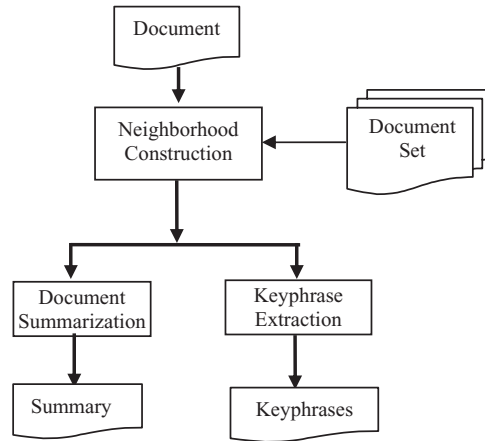 Document
Neighborhood
Construction
Document
Set
Document
Summarization
Keyphrase
Extraction
Summary
Keyphrases